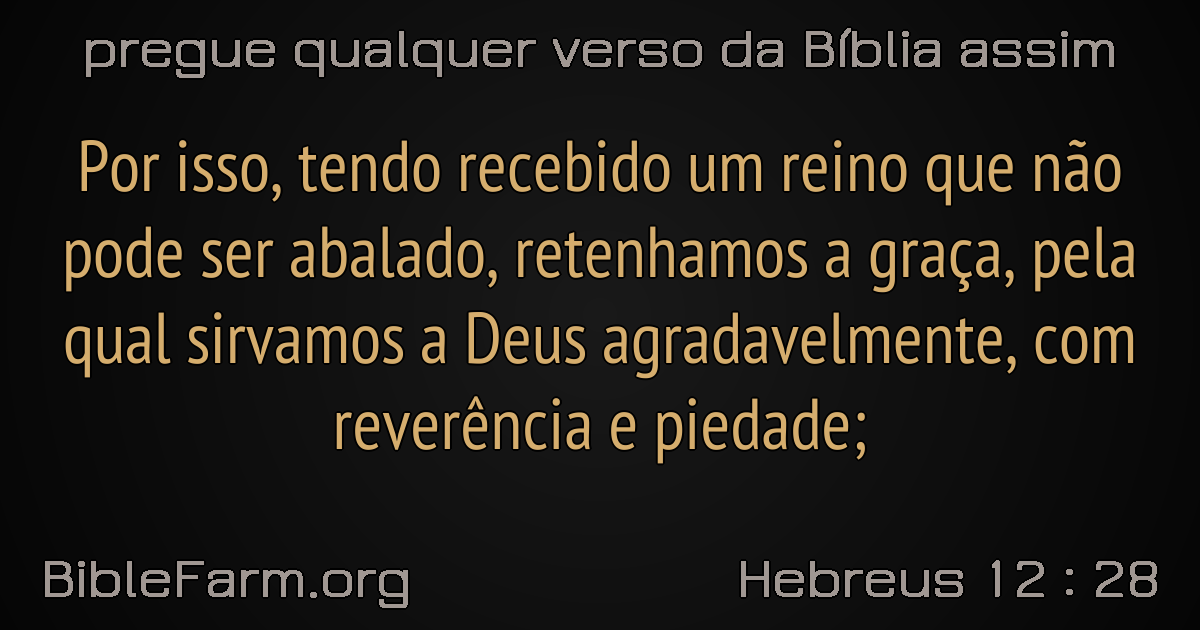 pregue qualquer verso da Bíblia assim
Por isso, tendo recebido um reino que não
pode ser abalado, retenhamos a graça, pela
qual sirvamos a Deus agradavelmente, com
reverência e piedade;
BibleFarm.org
Hebreus 12 : 28